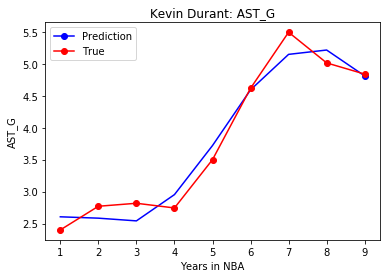 Kevin Durant: AST_G
Prediction
True
AST_G
5.5
5.0
4.5
4.0
3.5
3.0
2.5
1 2 3 4 5 6 7 8 9
Years in NBA